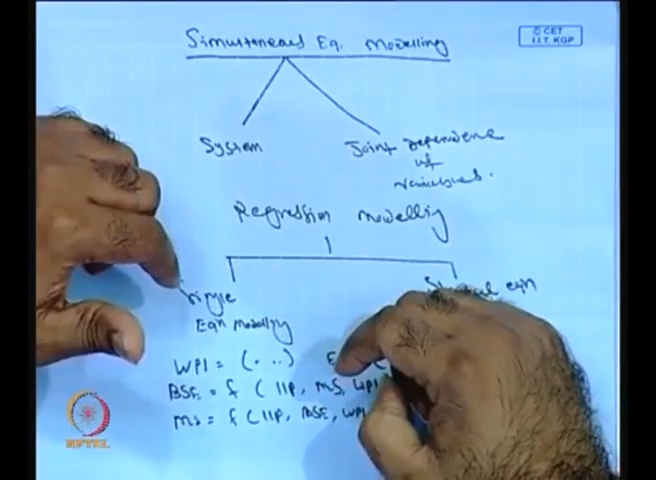 © CET
I.I.T. KGP
Simultaneous Eq. Modelling
System
Joint dependence
of
variables.
Regression Modelling
Single
Eqn Modelling
eqn
WPI = (. ..)
BSE = f (IIP, MS, WPI
MS = f (IIP, BSE, WPI
NPTEL